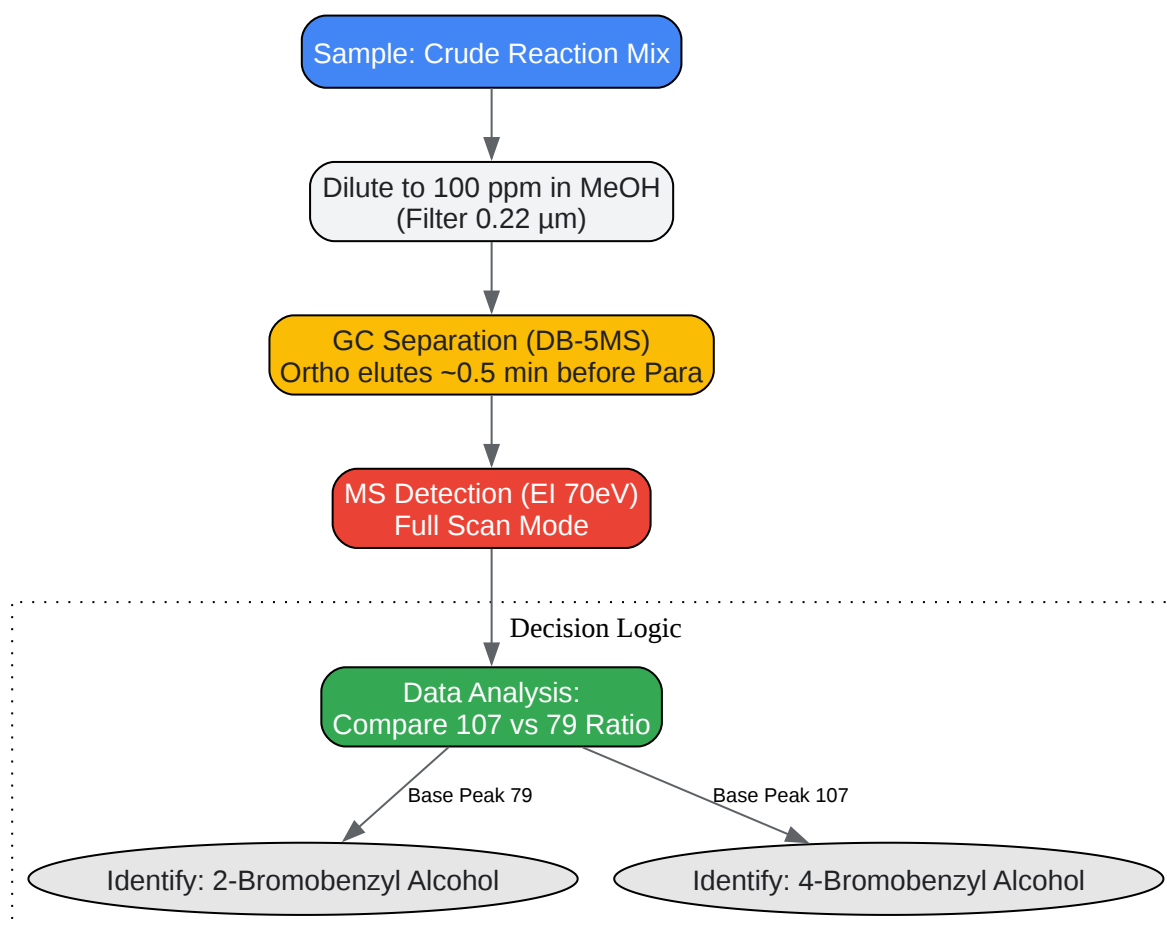 Sample: Crude Reaction Mix
Dilute to 100 ppm in MeOH
(Filter 0.22 µm)
GC Separation (DB-5MS)
Ortho elutes ~0.5 min before Para
MS Detection (EI 70eV)
Full Scan Mode
Decision Logic
Data Analysis:
Compare 107 vs 79 Ratio
Base Peak 79
Base Peak 107
Identify: 2-Bromobenzyl Alcohol
Identify: 4-Bromobenzyl Alcohol